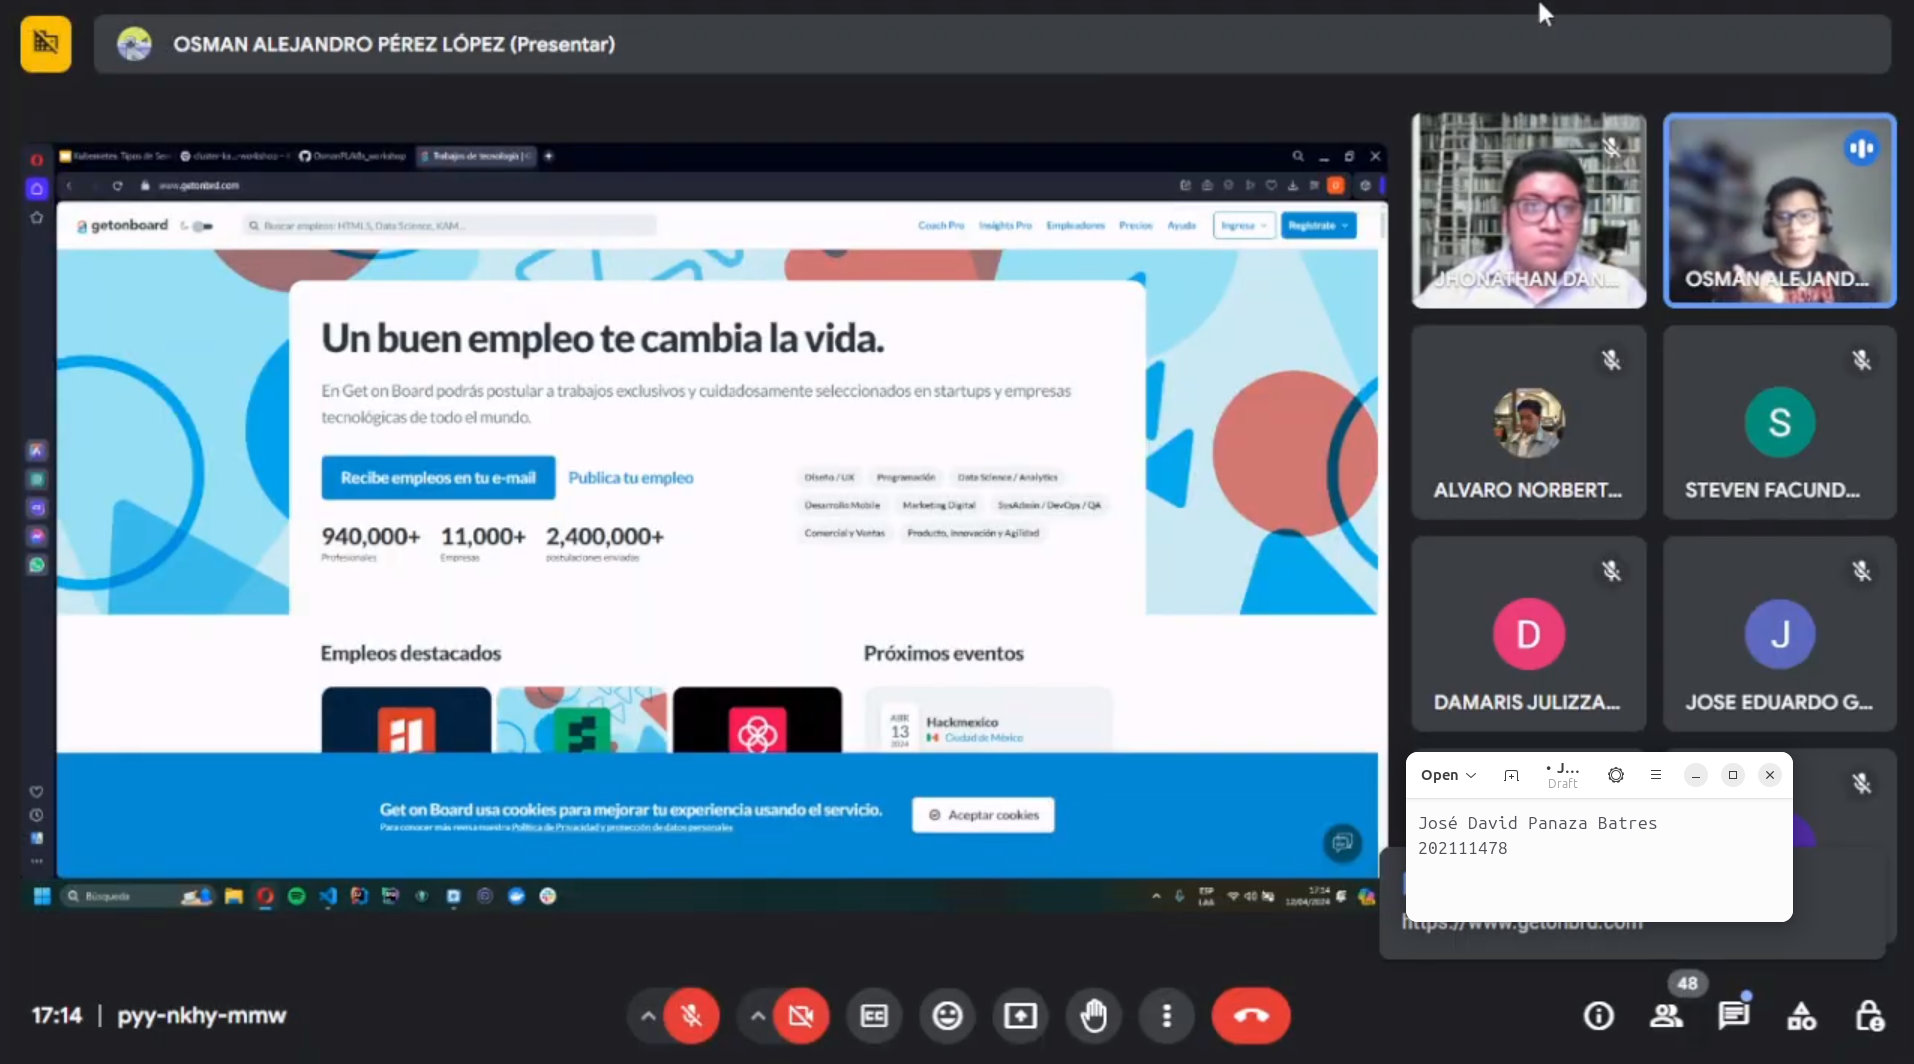 OSMAN ALEJANDRO PÉREZ LÓPEZ (Presentar)
Kubernetes: Tipos de Ser
Trabajos de tecnología |
www.getonbrd.com
getonboard
Buscar empleos: HTML5, Data Science, KAM...
Coach Pro
Insights Pro
Empleadores
Precios
Ayuda
Ingresa
Regístrate
Un buen empleo te cambia la vida.
En Get on Board podrás postular a trabajos exclusivos y cuidadosamente seleccionados en startups y empresas
tecnológicas de todo el mundo.
Recibe empleos en tu e-mail
Publica tu empleo
Diseño / UX
Programación
Data Science / Analytics
Desarrollo Mobile
Marketing Digital
SysAdmin / DevOps / QA
Comercial y Ventas
Producto, Innovación y Agilidad
940,000+
Profesionales
11,000+
Empresas
2,400,000+
postulaciones enviadas
Empleos destacados
Próximos eventos
ABR
13
2024
Hackmexico
Ciudad de México
Get on Board usa cookies para mejorar tu experiencia usando el servicio.
Para conocer más revisa nuestra Política de Privacidad y protección de datos personales
Aceptar cookies
Búsqueda
ESP
LAA
17:14
12/04/2024
JHONATHAN DAN...
OSMAN ALEJAND...
ALVARO NORBERT...
S
STEVEN FACUND...
D
DAMARIS JULIZZA...
J
JOSE EDUARDO G...
Open
• J...
Draft
José David Panaza Batres
202111478
https://www.getonbrd.com
17:14 | pyy-nkhy-mmw
48